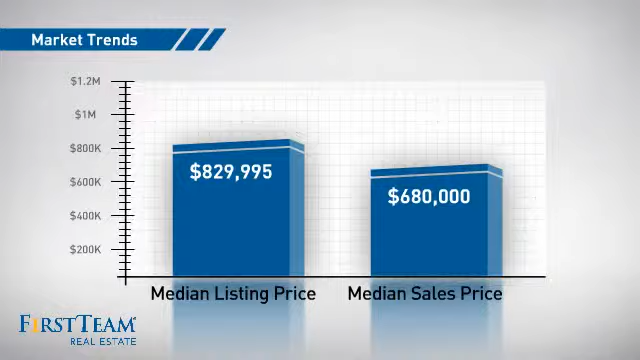 Market Trends
$1.2M
$1M
$800K
$600K
$400K
$200K
$829,995
$680,000
Median Listing Price
Median Sales Price
FIRSTTEAM®
REAL ESTATE